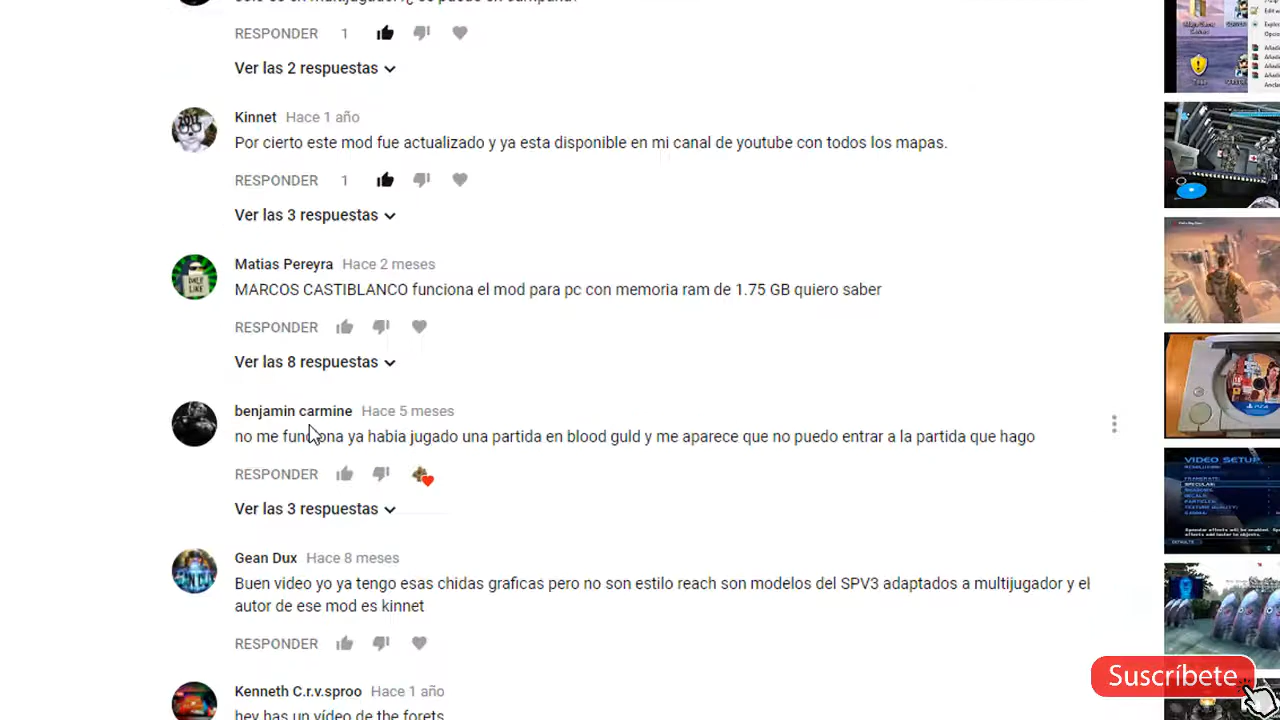 RESPONDER 1
Ver las 2 respuestas
Kinnet Hace 1 año
Por cierto este mod fue actualizado y ya esta disponible en mi canal de youtube con todos los mapas.
RESPONDER 1
Ver las 3 respuestas
Matias Pereyra Hace 2 meses
MARCOS CASTIBLANCO funciona el mod para pc con memoria ram de 1.75 GB quiero saber
RESPONDER
Ver las 8 respuestas
benjamin carmine Hace 5 meses
no me funciona ya habia jugado una partida en blood guld y me aparece que no puedo entrar a la partida que hago
RESPONDER
Ver las 3 respuestas
Gean Dux Hace 8 meses
Buen video yo ya tengo esas chidas graficas pero no son estilo reach son modelos del SPV3 adaptados a multijugador y el
autor de ese mod es kinnet
RESPONDER
Kenneth C.r.v.sproo Hace 1 año
hey has un vídeo de the forets
VIDEO SETUP
Suscríbete